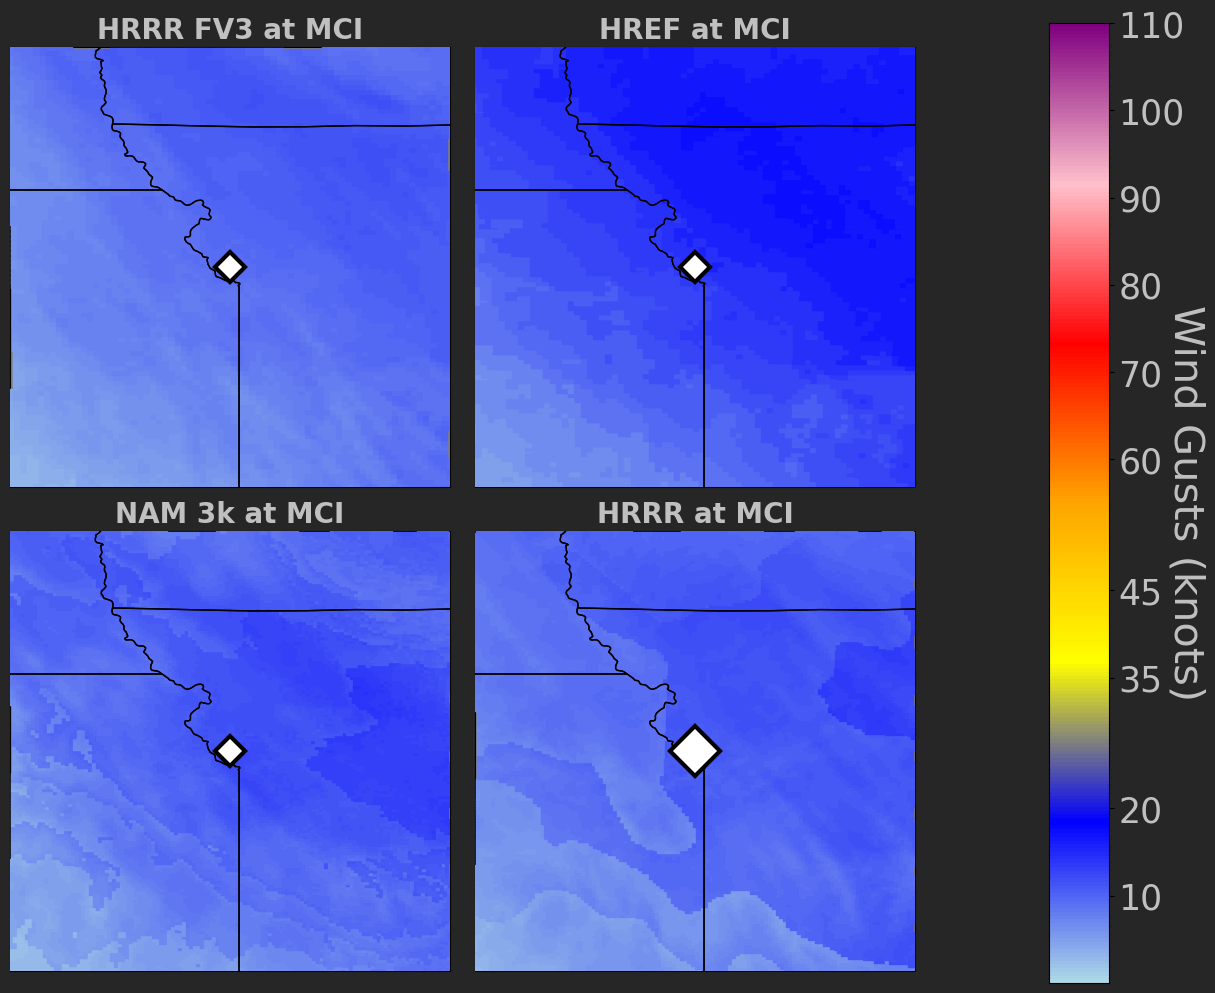 HRRR FV3 at MCI
HREF at MCI
NAM 3k at MCI
HRRR at MCI
110
100
90
80
70
60
45
35
20
10
Wind Gusts (knots)